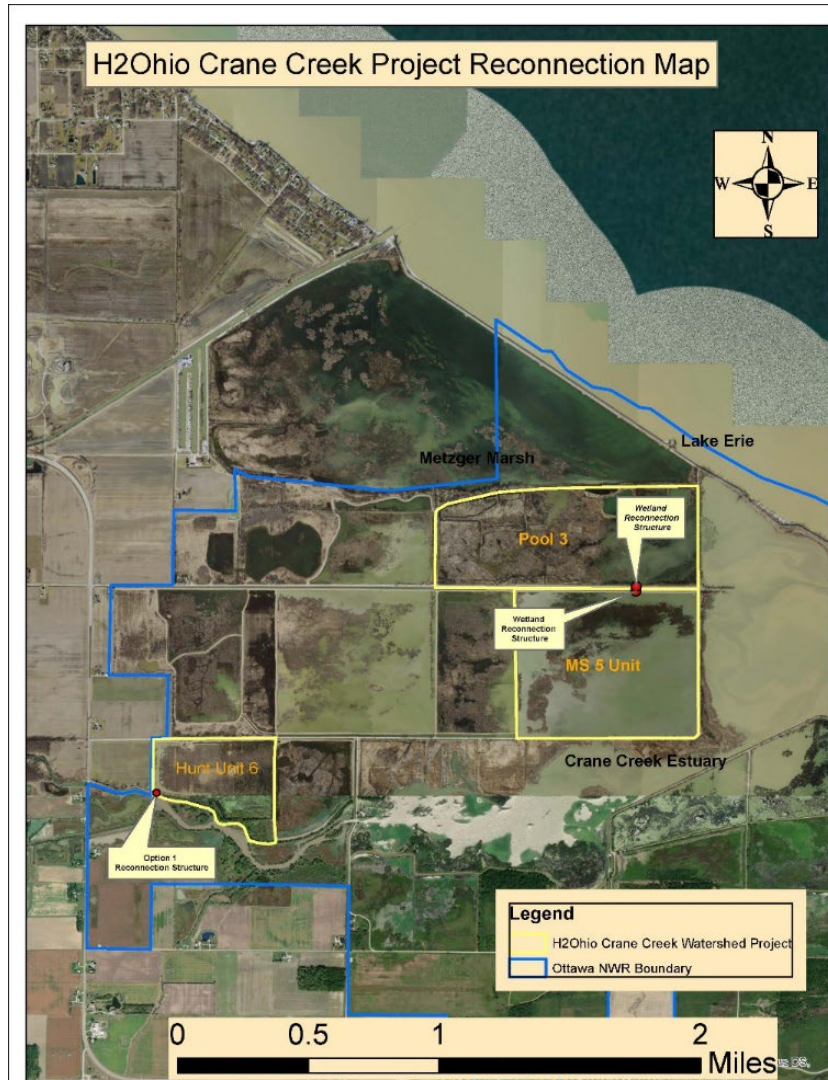 H2Ohio Crane Creek Project Reconnection Map
N
W E
S
Lake Erie
Metzger Marsh
Wetland
Reconnection
Structure
Pool 3
Wetland
Reconnection
Structure
MS 5 Unit
Crane Creek Estuary
Hunt Unit 6
Option 1
Reconnection Structure
Legend
H2Ohio Crane Creek Watershed Project
Ottawa NWR Boundary
0 0.5 1 2
Miles